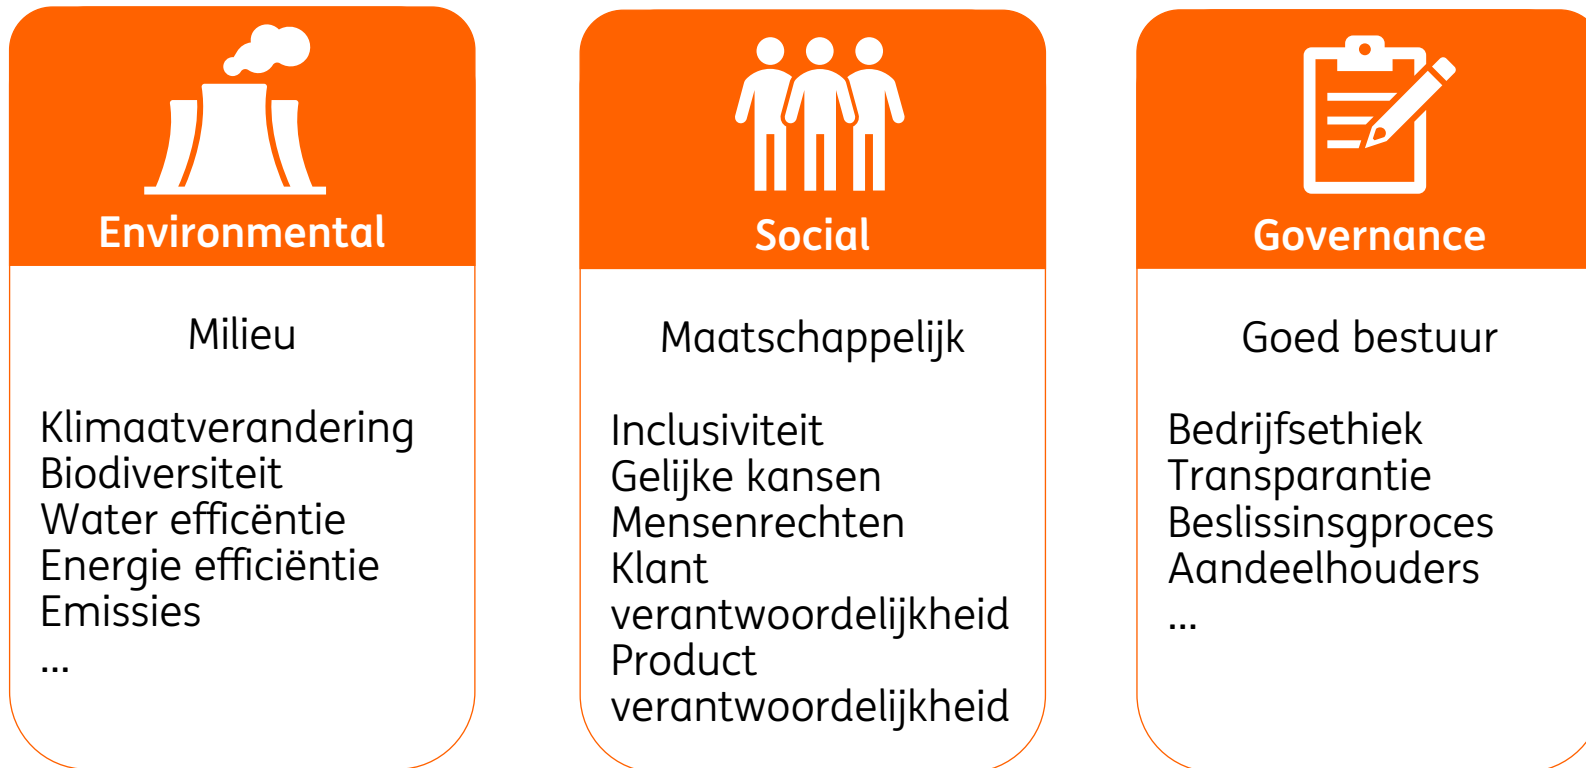 Environmental
Milieu
Klimaatverandering
Biodiversiteit
Water efficëntie
Energie efficiëntie
Emissies
...
Social
Maatschappelijk
Inclusiviteit
Gelijke kansen
Mensenrechten
Klant
verantwoordelijkheid
Product
verantwoordelijkheid
Governance
Goed bestuur
Bedrijfsethiek
Transparantie
Beslissinsgproces
Aandeelhouders
...